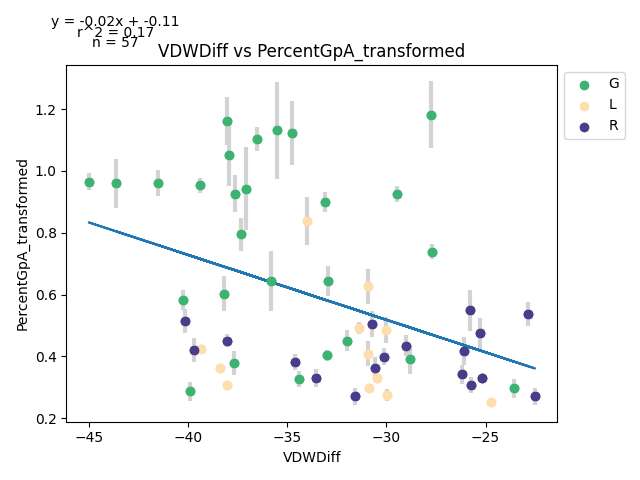 y = -0.02x + -0.11
r^2 = 0.17
n = 57
VDWDiff vs PercentGpA_transformed
G
L
R
PercentGpA_transformed
1.2
1.0
0.8
0.6
0.4
0.2
−45
−40
−35
−30
−25
VDWDiff